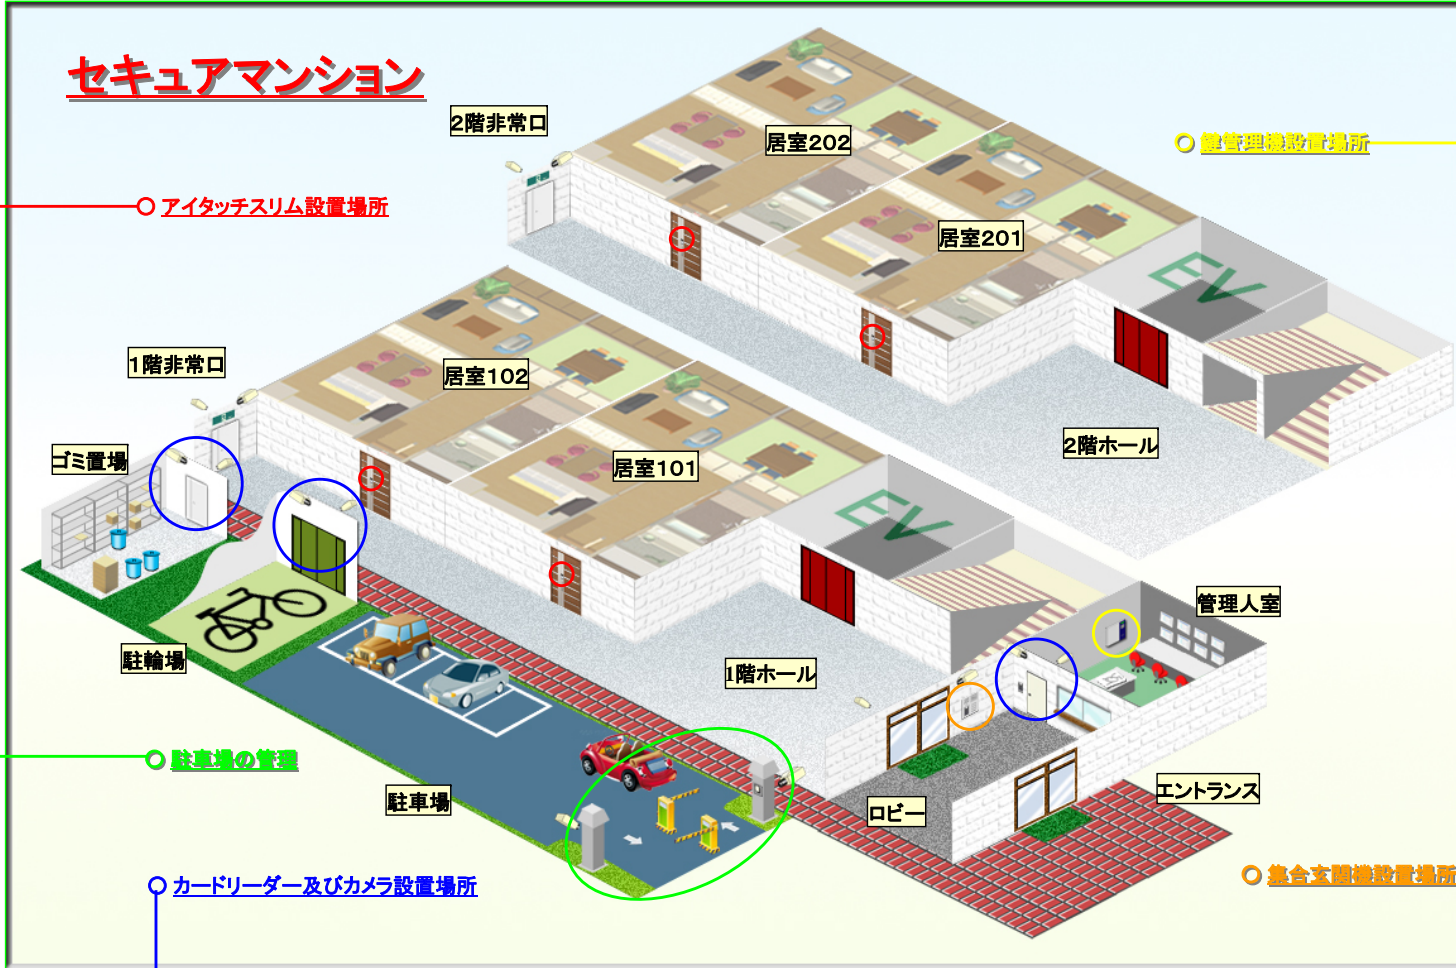 セキュアマンション
2階非常口
居室202
鍵管理機設置場所
アイタッチスリム設置場所
居室201
EV
1階非常口
居室102
2階ホール
ゴミ置場
居室101
EV
管理人室
駐輪場
1階ホール
駐車場の管理
駐車場
エントランス
ロビー
カードリーダー及びカメラ設置場所
集合玄関機設置場所